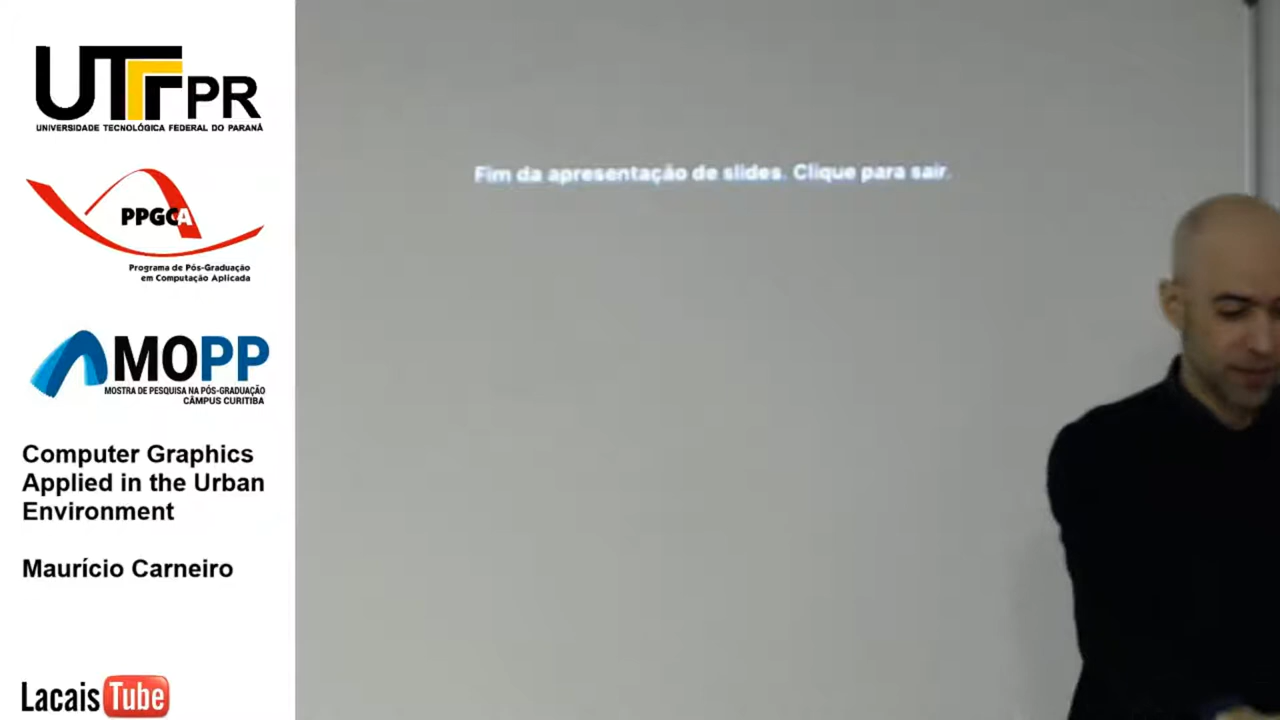 UTFPR
UNIVERSIDADE TECNOLÓGICA FEDERAL DO PARANÁ
PPGCA
Programa de Pós-Graduação
em Computação Aplicada
MOPP
MOSTRA DE PESQUISA NA PÓS-GRADUAÇÃO
CÂMPUS CURITIBA
Computer Graphics
Applied in the Urban
Environment
Maurício Carneiro
LacaisTube
Fim da apresentação de slides. Clique para sair.